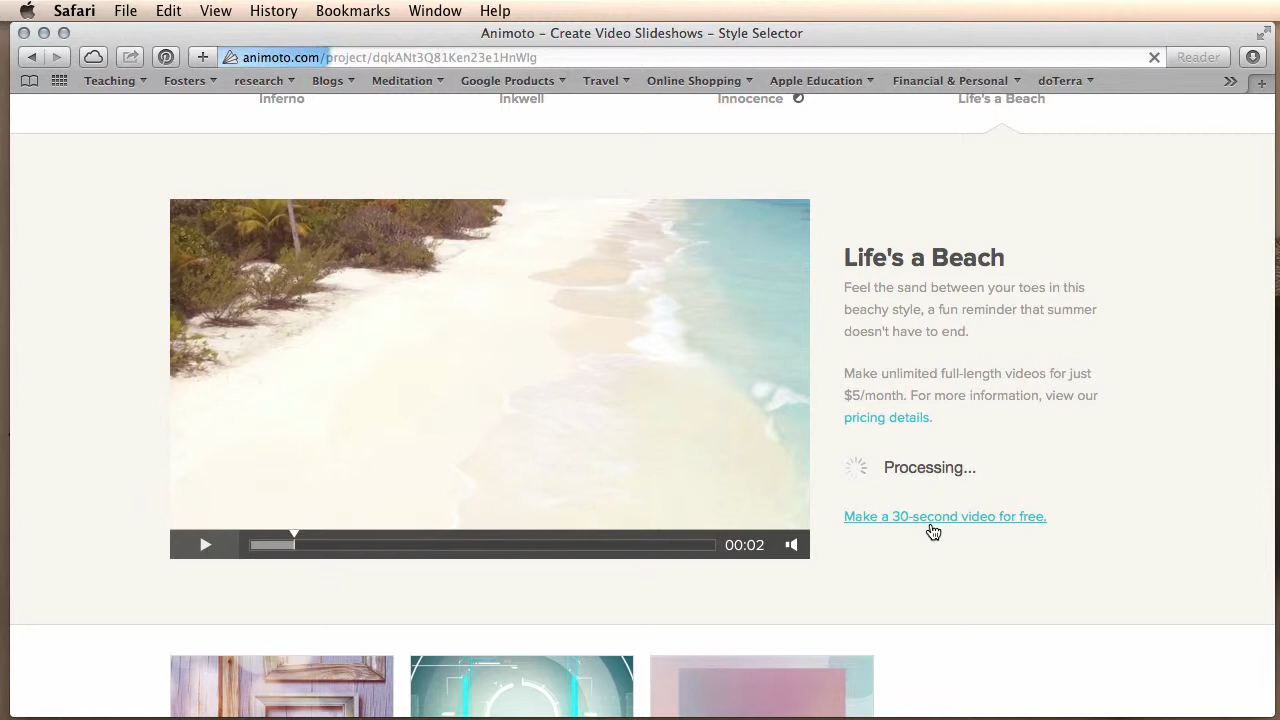 Safari File Edit View History Bookmarks Window Help
Animoto – Create Video Slideshows – Style Selector
animoto.com/project/dqkANt3Q81Ken23e1HnWlg
Reader
Teaching Fosters research Blogs Meditation Google Products Travel Online Shopping Apple Education Financial & Personal doTerra
Inferno Inkwell Innocence Life's a Beach
Life's a Beach
Feel the sand between your toes in this
beachy style, a fun reminder that summer
doesn't have to end.
Make unlimited full-length videos for just
$5/month. For more information, view our
pricing details.
Processing...
Make a 30-second video for free.
00:02